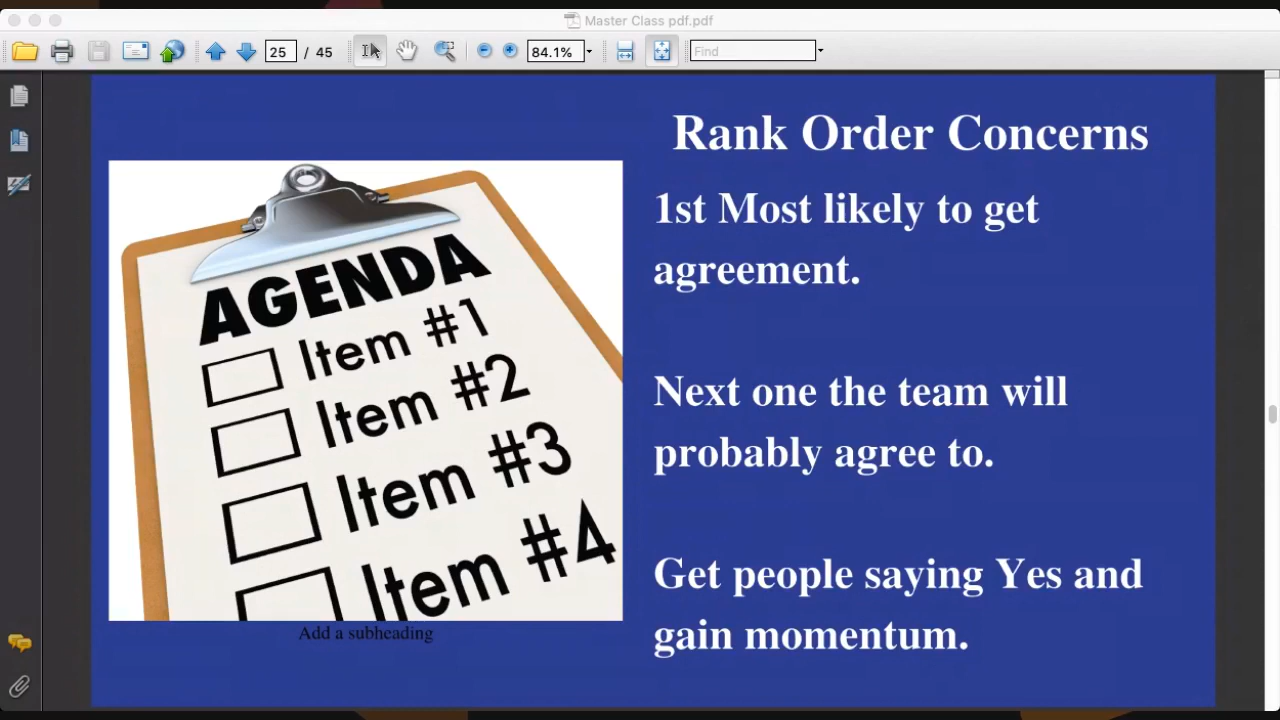 Master Class pdf.pdf
25 / 45
84.1%
Find
Rank Order Concerns
1st Most likely to get
agreement.
Next one the team will
probably agree to.
Get people saying Yes and
gain momentum.
AGENDA
Item #1
Item #2
Item #3
Item #4
Add a subheading